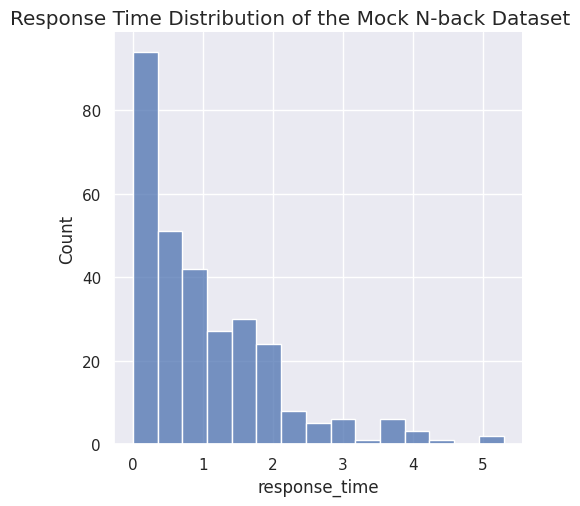 Response Time Distribution of the Mock N-back Dataset
Count
80
60
40
20
0
0 1 2 3 4 5
response_time